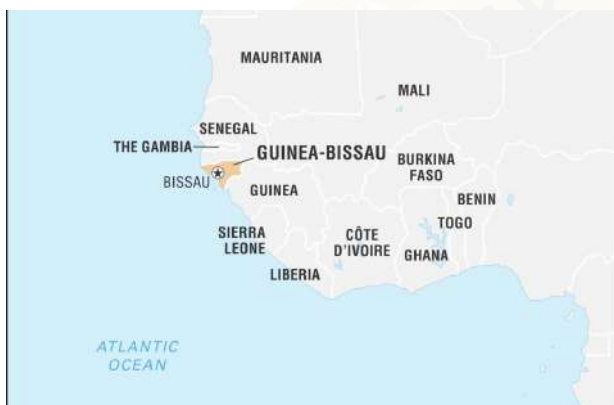 MAURITANIA
MALI
SENEGAL
THE GAMBIA
GUINEA-BISSAU
BURKINA
FASO
BISSAU
GUINEA
BENIN
TOGO
SIERRA
LEONE
CÔTE
D'IVOIRE
GHANA
LIBERIA
ATLANTIC
OCEAN